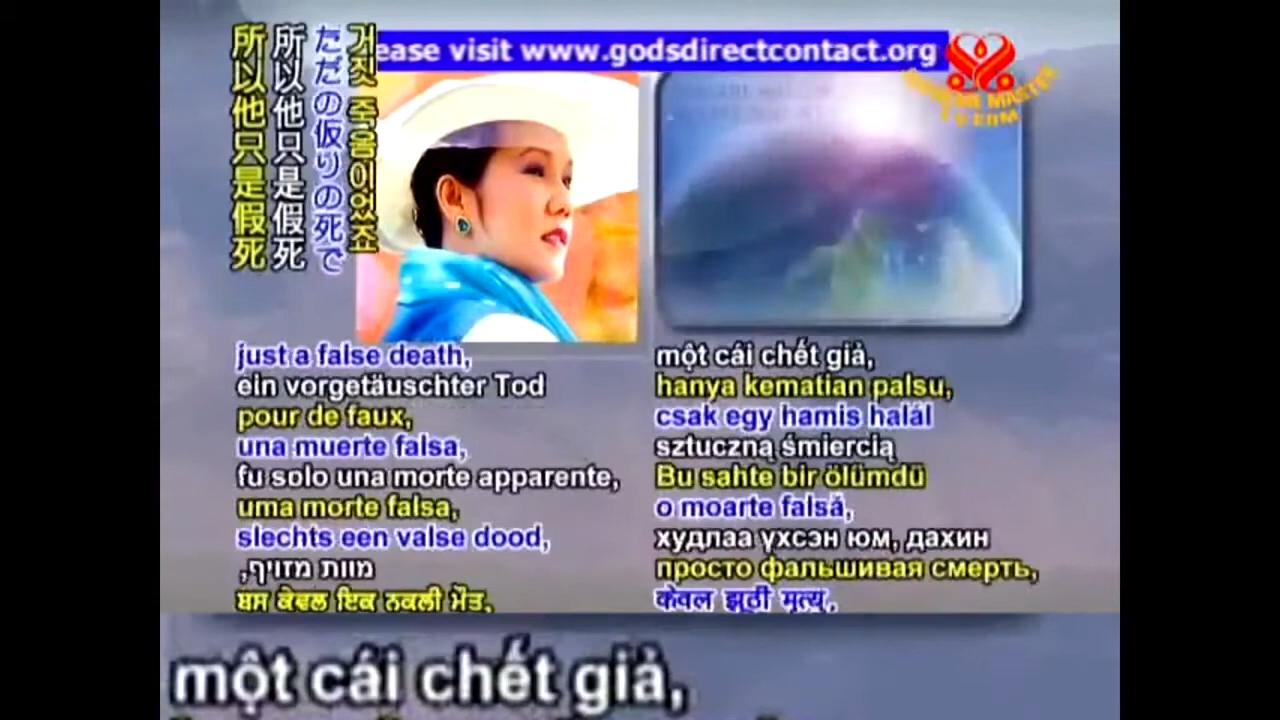 ease visit www.godsdirectcontact.org
所以他只是假死
所以他只是假死
ただの仮りの死で
거짓 죽음이었죠
just a false death,
ein vorgetäuschter Tod
pour de faux,
una muerte falsa,
fu solo una morte apparente,
uma morte falsa,
slechts een valse dood,
מוות מזויף,
ਬਸ ਕੇਵਲ ਇਕ ਨਕਲੀ ਮੌਤ,
một cái chết giả,
hanya kematian palsu,
csak egy hamis halál
sztuczną śmiercią
Bu sahte bir ölümdü
o moarte falsă,
худлаа үхсэн юм, дахин
просто фальшивая смерть,
केवल झूठी मृत्यु,
một cái chết giả,